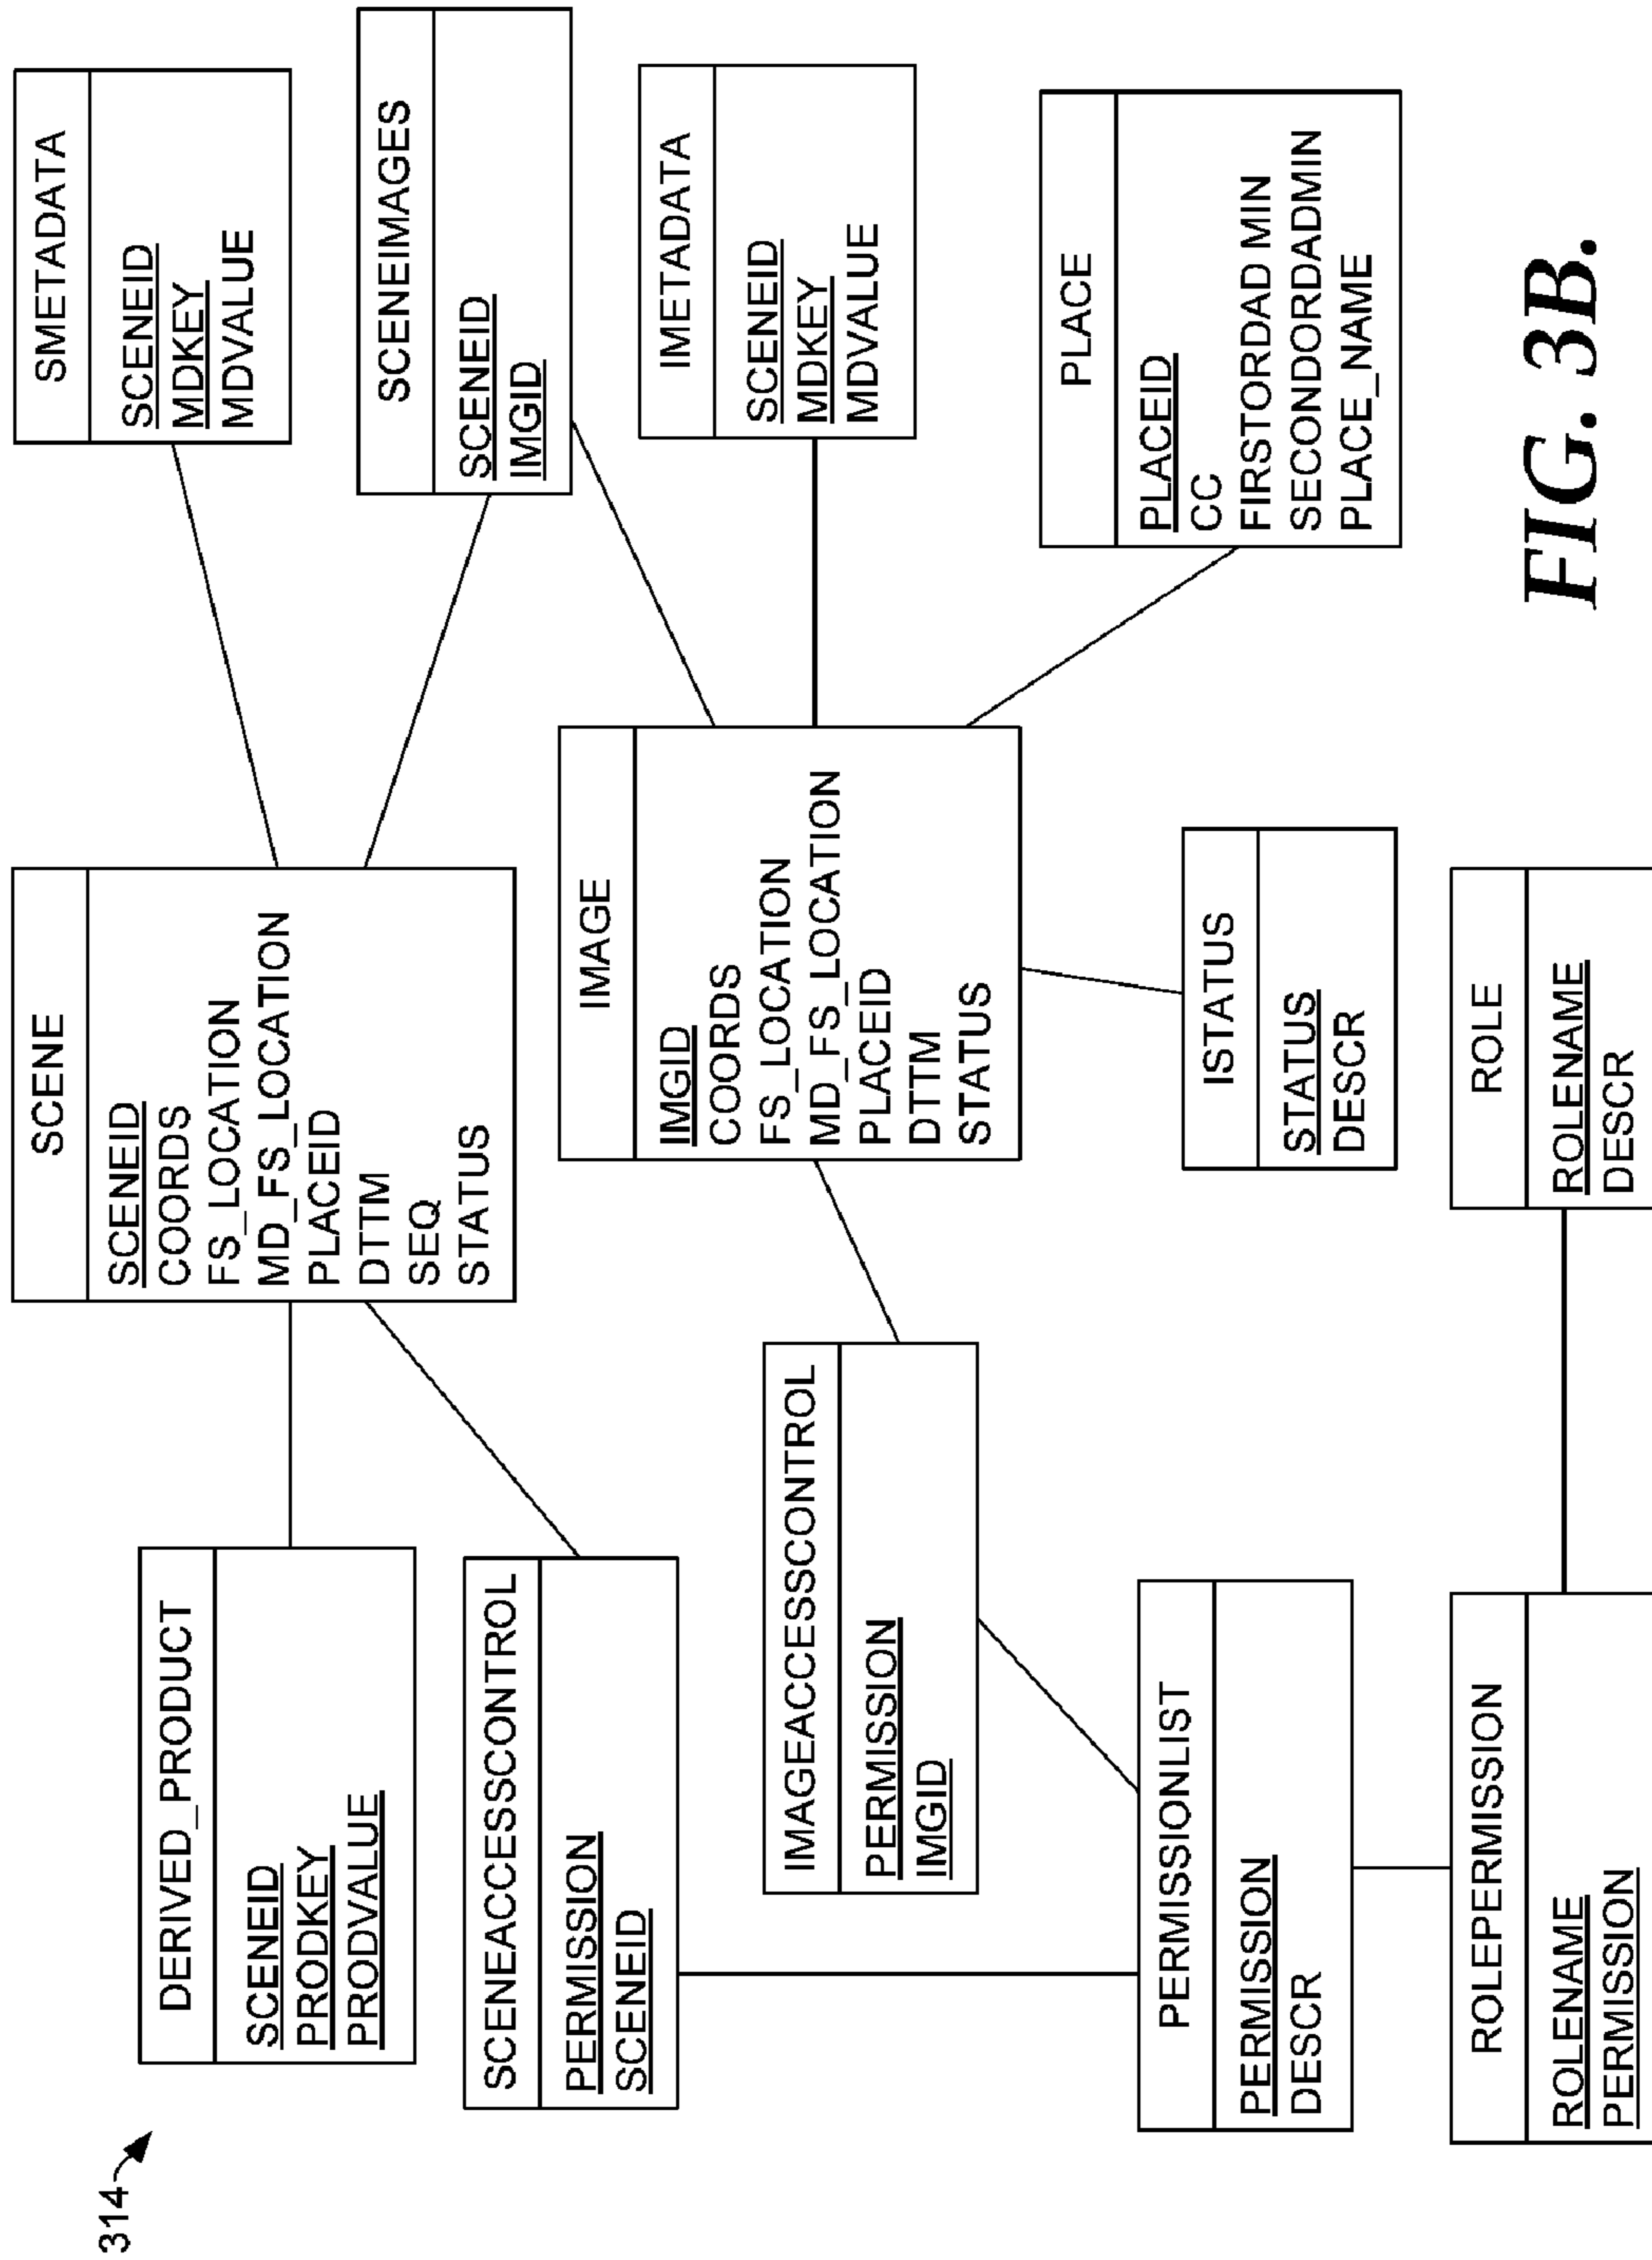 314
DERIVED_PRODUCT
SCENEID
PRODKEY
PRODVALUE
SCENE
SCENEID
COORDS
FS_LOCATION
MD_FS_LOCATION
PLACEID
DTTM
SEQ
STATUS
SMETADATA
SCENEID
MDKEY
MDVALUE
SCENEACCESSCONTROL
PERMISSION
SCENEID
SCENEIMAGES
SCENEID
IMGID
IMAGEACCESSCONTROL
PERMISSION
IMGID
IMAGE
IMGID
COORDS
FS_LOCATION
MD_FS_LOCATION
PLACEID
DTTM
STATUS
IMETADATA
SCENEID
MDKEY
MDVALUE
PERMISSIONLIST
PERMISSION
DESCR
ISTATUS
STATUS
DESCR
PLACE
PLACEID
CC
FIRSTORDAD MIN
SECONDORDADMIN
PLACE_NAME
ROLEPERMISSION
ROLENAME
PERMISSION
ROLE
ROLENAME
DESCR
FIG. 3B.